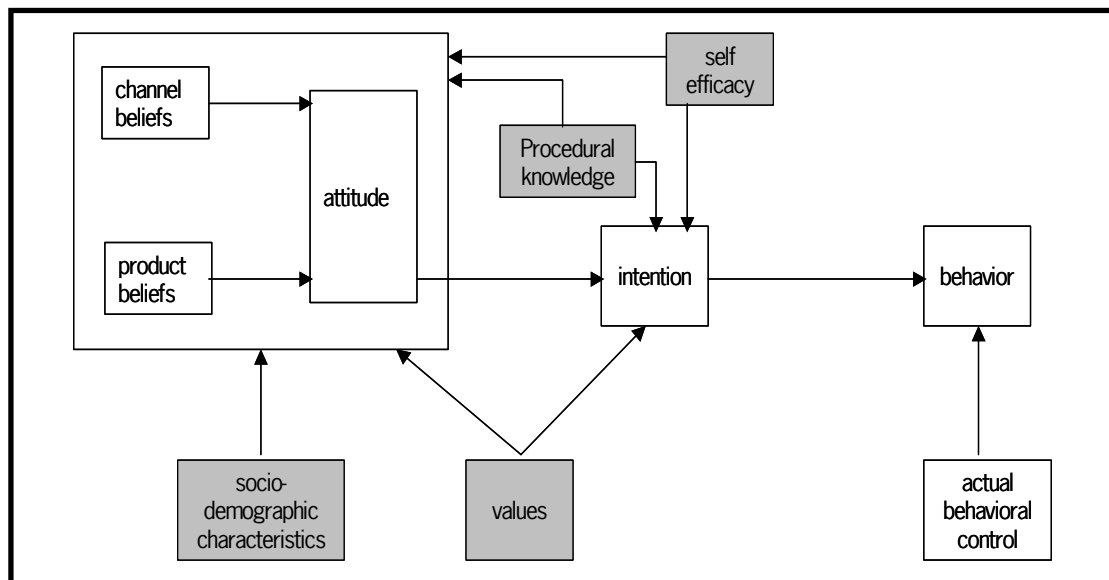 self
efficacy
channel
beliefs
Procedural
knowledge
attitude
product
beliefs
intention
behavior
socio-
demographic
characteristics
values
actual
behavioral
control